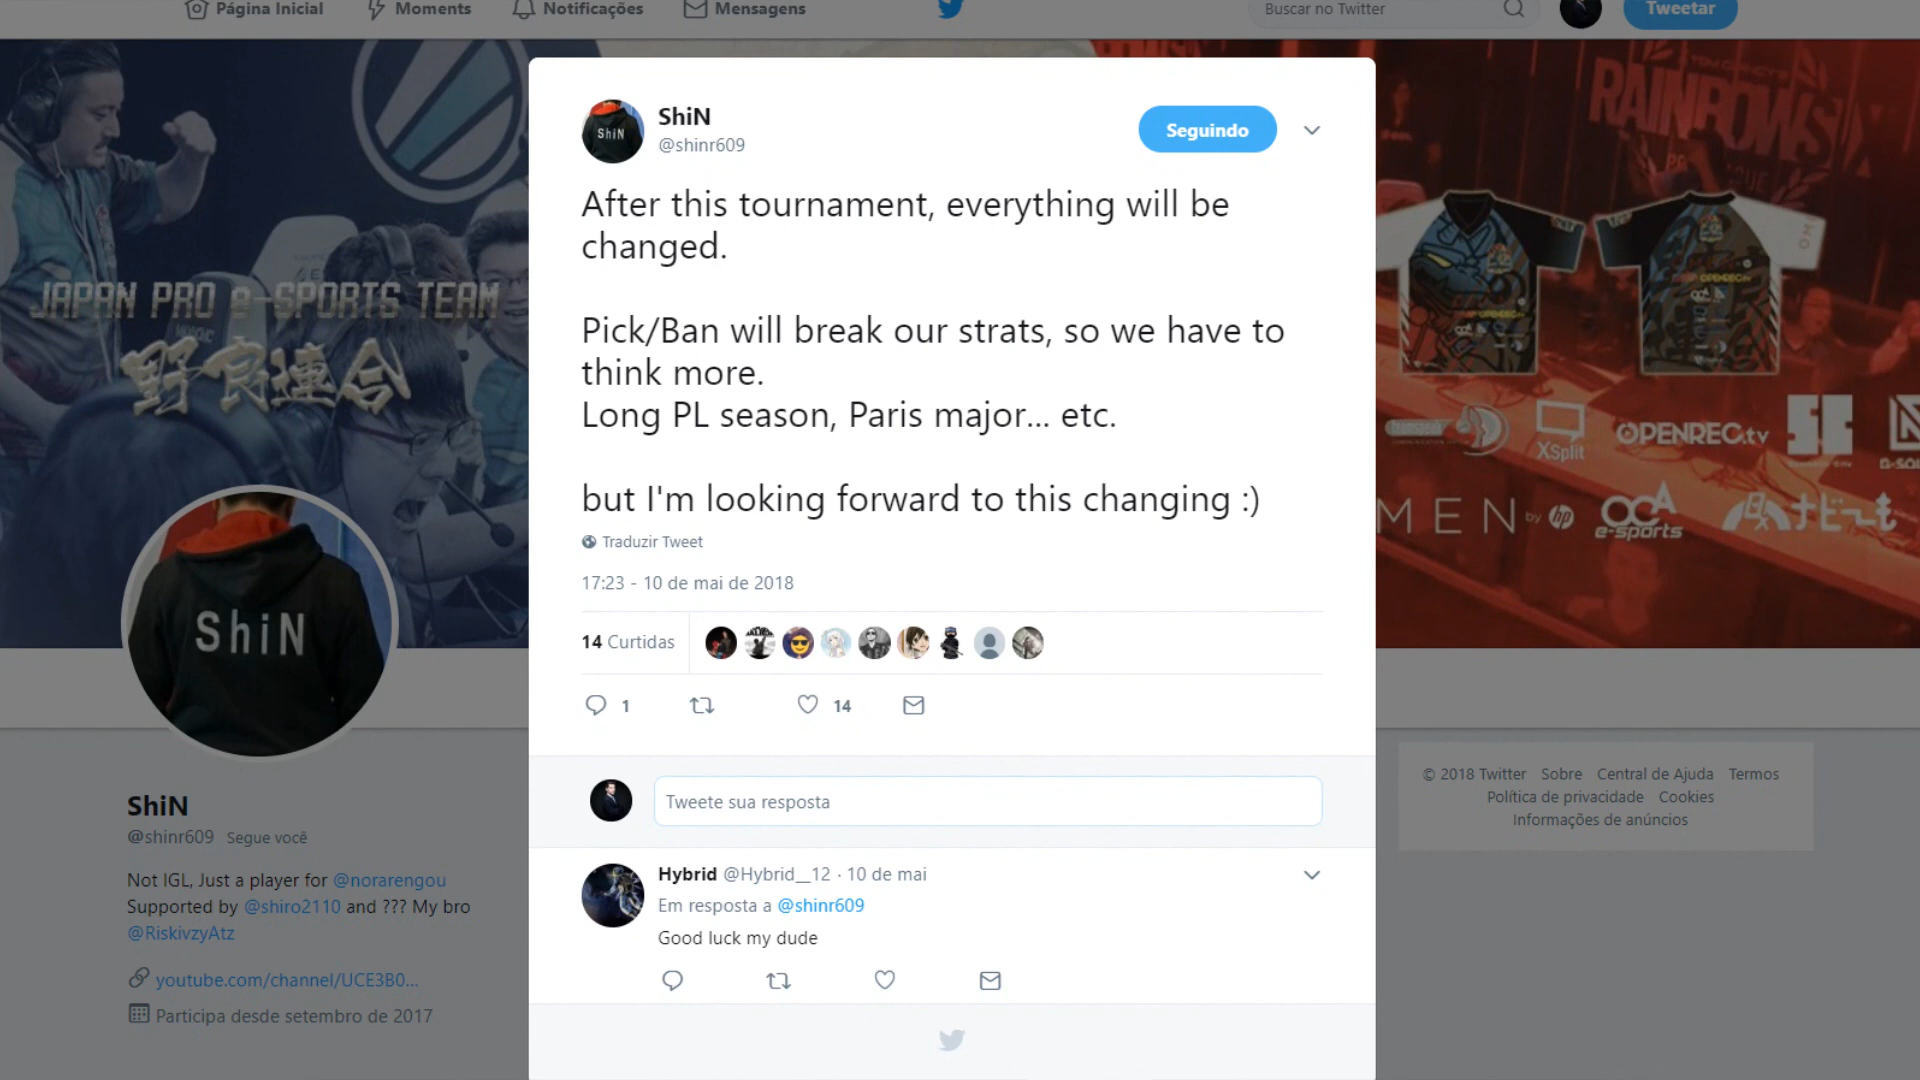 Página Inicial
Moments
Notificações
Mensagens
Buscar no Twitter
Tweetar
ShiN
@shinr609
Seguindo
After this tournament, everything will be
changed.
Pick/Ban will break our strats, so we have to
think more.
Long PL season, Paris major... etc.
but I'm looking forward to this changing :)
Traduzir Tweet
17:23 - 10 de mai de 2018
14 Curtidas
1
14
Tweete sua resposta
Hybrid @Hybrid__12 · 10 de mai
Em resposta a @shinr609
Good luck my dude
JAPAN PRO e-SPORTS TEAM
野良連合
ShiN
ShiN
ShiN
@shinr609 Segue você
Not IGL, Just a player for @norarengou
Supported by @shiro2110 and ??? My bro
@RiskivzyAtz
youtube.com/channel/UCE3B0...
Participa desde setembro de 2017
RAINBOW
XSplit
OPENREC.tv
MEN by hp
OCA
e-sports
© 2018 Twitter Sobre Central de Ajuda Termos
Política de privacidade Cookies
Informações de anúncios